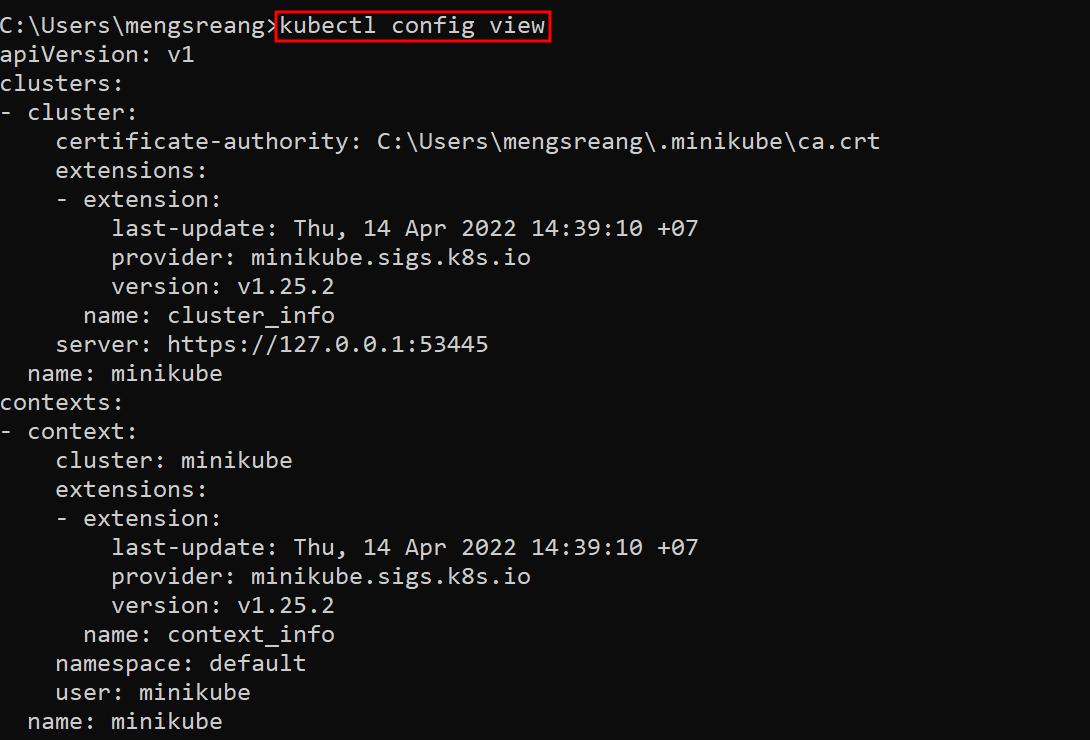 C:\Users\mengsreang>kubectl config view
apiVersion: v1
clusters:
- cluster:
    certificate-authority: C:\Users\mengsreang\.minikube\ca.crt
    extensions:
    - extension:
        last-update: Thu, 14 Apr 2022 14:39:10 +07
        provider: minikube.sigs.k8s.io
        version: v1.25.2
      name: cluster_info
    server: https://127.0.0.1:53445
  name: minikube
contexts:
- context:
    cluster: minikube
    extensions:
    - extension:
        last-update: Thu, 14 Apr 2022 14:39:10 +07
        provider: minikube.sigs.k8s.io
        version: v1.25.2
      name: context_info
    namespace: default
    user: minikube
  name: minikube